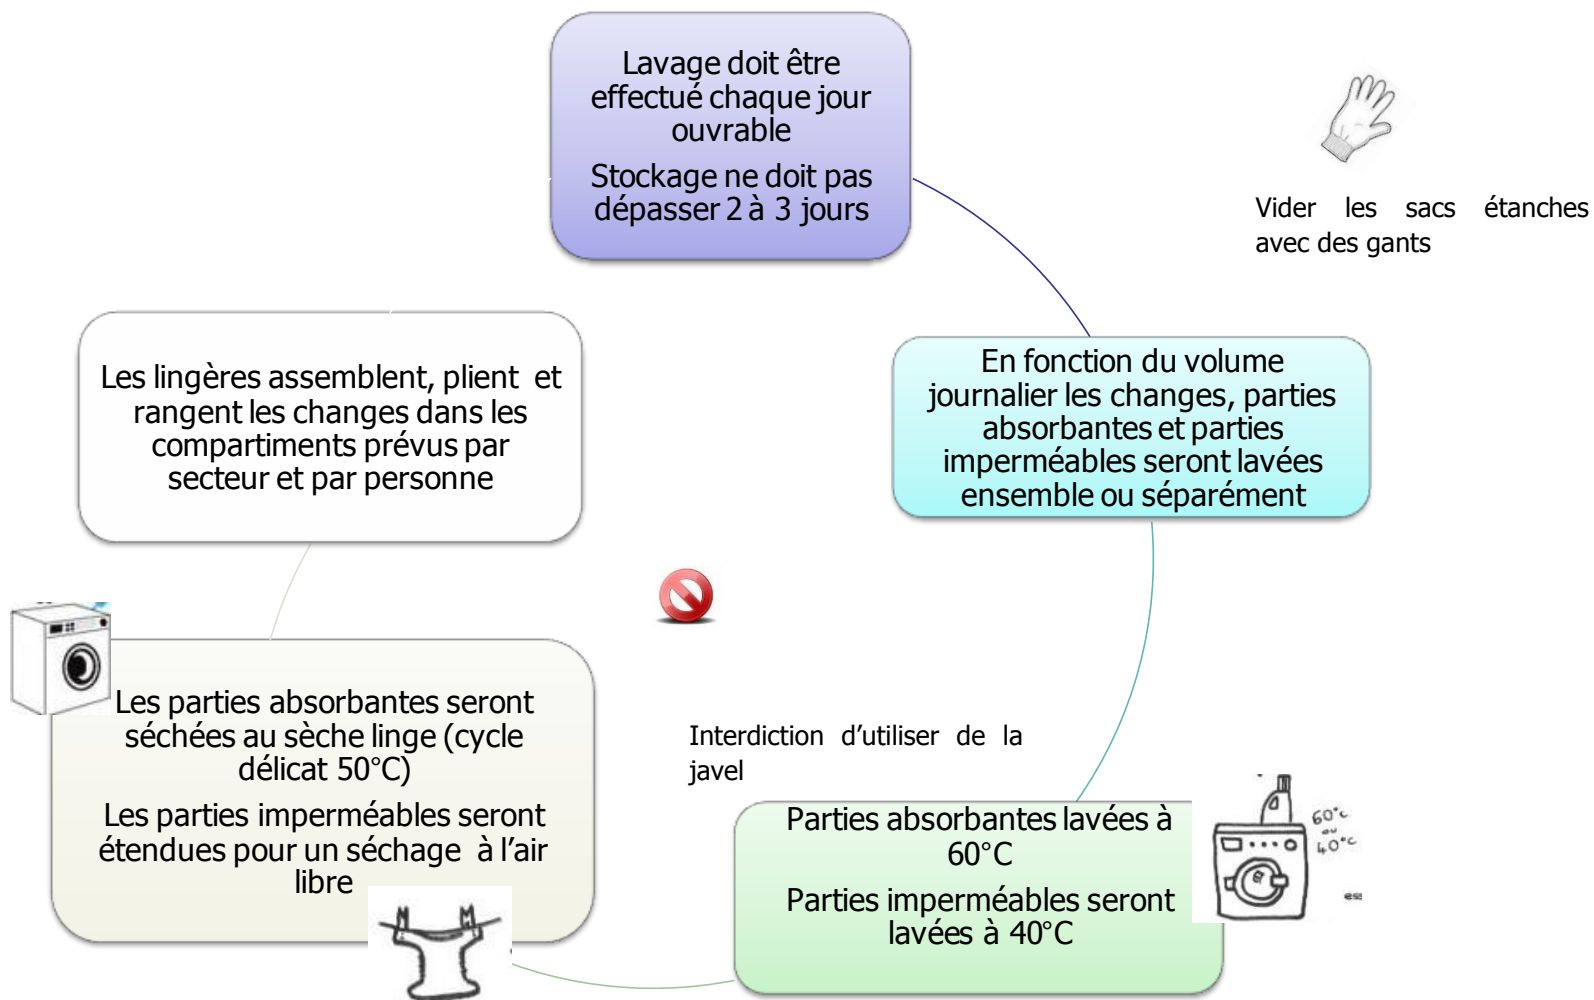 Lavage doit être
effectué chaque jour
ouvrable
Stockage ne doit pas
dépasser 2 à 3 jours
Vider les sacs étanches
avec des gants
En fonction du volume
journalier les changes, parties
absorbantes et parties
imperméables seront lavées
ensemble ou séparément
Les lingères assemblent, plient et
rangent les changes dans les
compartiments prévus par
secteur et par personne
Les parties absorbantes seront
séchées au sèche linge (cycle
délicat 50°C)
Les parties imperméables seront
étendues pour un séchage à l’air
libre
Interdiction d’utiliser de la
javel
Parties absorbantes lavées à
60°C
Parties imperméables seront
lavées à 40°C
60°c
ou
40°c